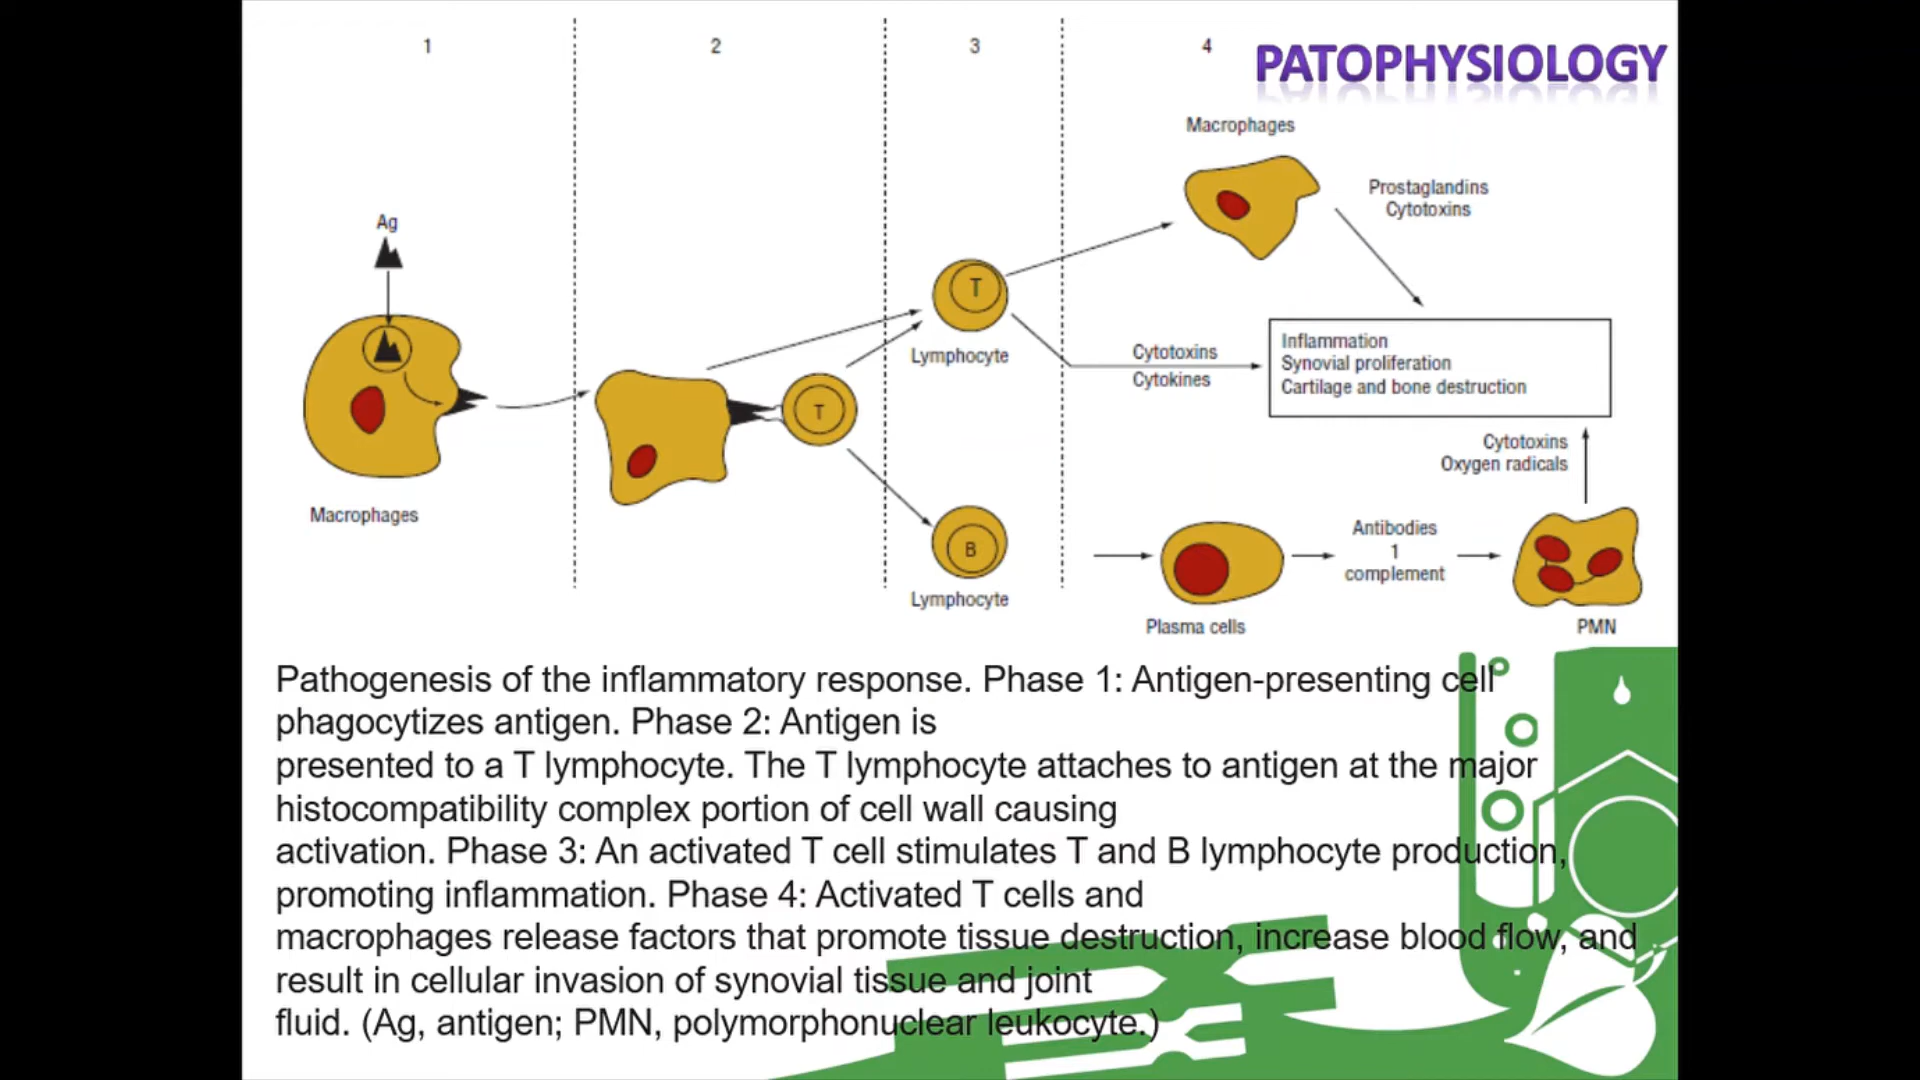 1
2
3
4
PATOPHYSIOLOGY
Macrophages
Prostaglandins
Cytotoxins
Ag
T
Lymphocyte
Cytotoxins
Cytokines
Inflammation
Synovial proliferation
Cartilage and bone destruction
T
Cytotoxins
Oxygen radicals
Macrophages
B
Lymphocyte
Antibodies
1
complement
Plasma cells
PMN
Pathogenesis of the inflammatory response. Phase 1: Antigen-presenting cell
phagocytizes antigen. Phase 2: Antigen is
presented to a T lymphocyte. The T lymphocyte attaches to antigen at the major
histocompatibility complex portion of cell wall causing
activation. Phase 3: An activated T cell stimulates T and B lymphocyte production,
promoting inflammation. Phase 4: Activated T cells and
macrophages release factors that promote tissue destruction, increase blood flow, and
result in cellular invasion of synovial tissue and joint
fluid. (Ag, antigen; PMN, polymorphonuclear leukocyte.)